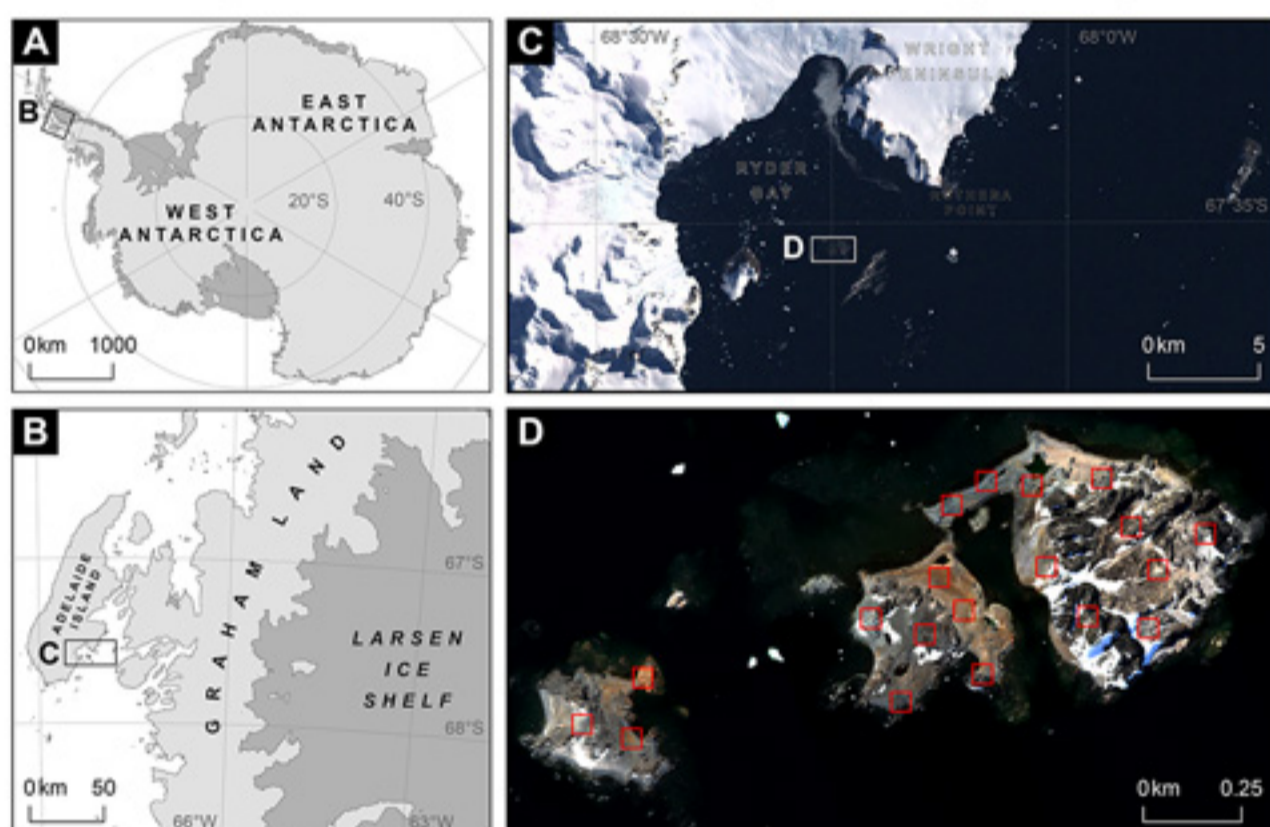 A
B
EAST
ANTARCTICA
WEST
ANTARCTICA
20°S
40°S
0km 1000
C
68°30'W
68°0'W
WRIGHT
PENINSULA
RYDER
BAY
ROTHERA
POINT
67°35'S
D
0km 5
B
ADELAIDE
ISLAND
C
GRAHAM LAND
67°S
LARSEN
ICE
SHELF
68°S
0km 50
66°W
63°W
D
0km 0.25